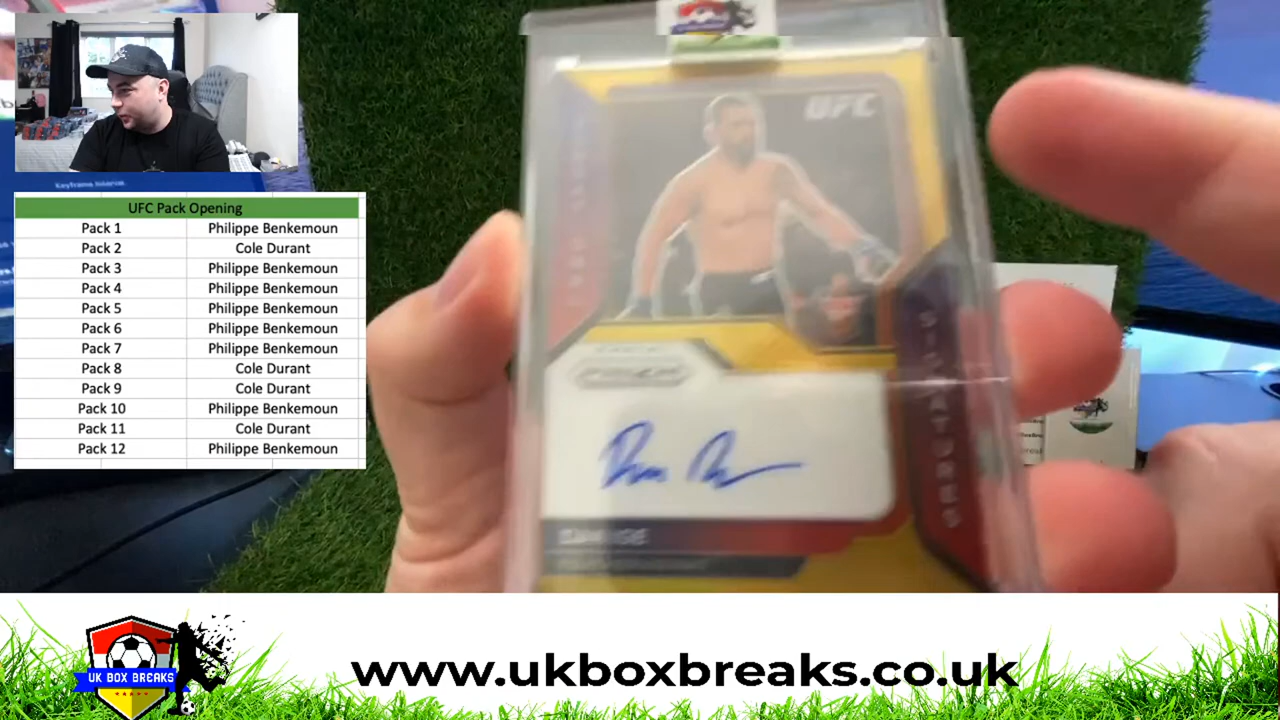 UFC Pack Opening
Pack 1 Philippe Benkemoun
Pack 2 Cole Durant
Pack 3 Philippe Benkemoun
Pack 4 Philippe Benkemoun
Pack 5 Philippe Benkemoun
Pack 6 Philippe Benkemoun
Pack 7 Philippe Benkemoun
Pack 8 Cole Durant
Pack 9 Cole Durant
Pack 10 Philippe Benkemoun
Pack 11 Cole Durant
Pack 12 Philippe Benkemoun
UFC
SIGNATURES
UK BOX BREAKS
www.ukboxbreaks.co.uk